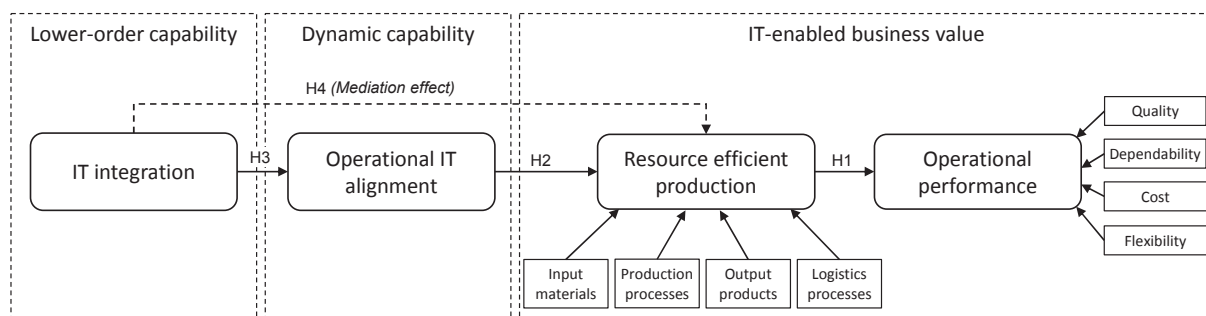 Lower-order capability
Dynamic capability
IT-enabled business value
H4 (Mediation effect)
IT integration
H3
Operational IT
alignment
H2
Resource efficient
production
H1
Operational
performance
Quality
Dependability
Cost
Flexibility
Input
materials
Production
processes
Output
products
Logistics
processes